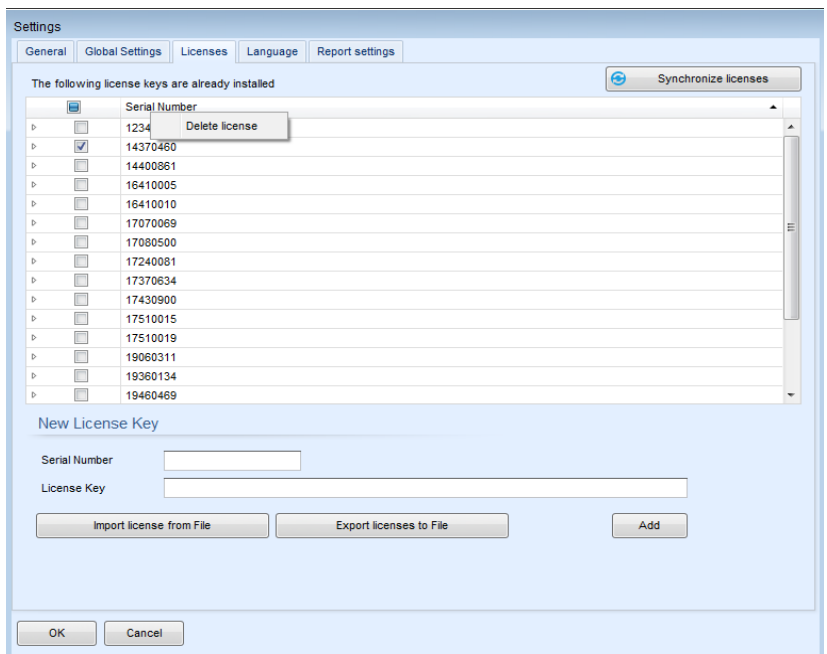 Settings
General Global Settings Licenses Language Report settings
The following license keys are already installed
Synchronize licenses
Serial Number
1234
Delete license
14370460
14400861
16410005
16410010
17070069
17080500
17240081
17370634
17430900
17510015
17510019
19060311
19360134
19460469
New License Key
Serial Number
License Key
Import license from File Export licenses to File Add
OK Cancel